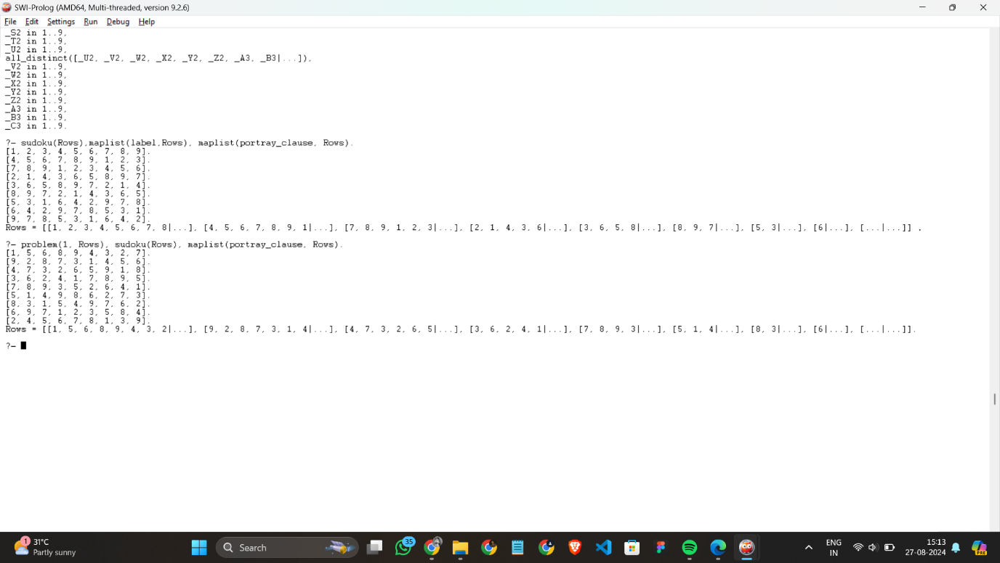 SWI-Prolog (AMD64, Multi-threaded, version 9.2.6)
File Edit Settings Run Debug Help
_S2 in 1..9,
_T2 in 1..9,
_U2 in 1..9,
all_distinct([_U2, _V2, _W2, _X2, _Y2, _Z2, _A3, _B3|...]),
_V2 in 1..9,
_W2 in 1..9,
_X2 in 1..9,
_Y2 in 1..9,
_Z2 in 1..9,
_A3 in 1..9,
_B3 in 1..9,
_C3 in 1..9.
?- sudoku(Rows),maplist(label,Rows), maplist(portray_clause, Rows).
[1, 2, 3, 4, 5, 6, 7, 8, 9].
[4, 5, 6, 7, 8, 9, 1, 2, 3].
[7, 8, 9, 1, 2, 3, 4, 5, 6].
[2, 1, 4, 3, 6, 5, 8, 9, 7].
[3, 6, 5, 8, 9, 7, 2, 1, 4].
[8, 9, 7, 2, 1, 4, 3, 6, 5].
[5, 3, 1, 6, 4, 2, 9, 7, 8].
[6, 4, 2, 9, 7, 8, 5, 3, 1].
[9, 7, 8, 5, 3, 1, 6, 4, 2].
Rows = [[1, 2, 3, 4, 5, 6, 7, 8|...], [4, 5, 6, 7, 8, 9, 1|...], [7, 8, 9, 1, 2, 3|...], [2, 1, 4, 3, 6|...], [3, 6, 5, 8|...], [8, 9, 7|...], [5, 3|...], [6|...], [...|...]] .
?- problem(1, Rows), sudoku(Rows), maplist(portray_clause, Rows).
[1, 5, 6, 8, 9, 4, 3, 2, 7].
[9, 2, 8, 7, 3, 1, 4, 5, 6].
[4, 7, 3, 2, 6, 5, 9, 1, 8].
[3, 6, 2, 4, 1, 7, 8, 9, 5].
[7, 8, 9, 3, 5, 2, 6, 4, 1].
[5, 1, 4, 9, 8, 6, 2, 7, 3].
[8, 3, 1, 5, 4, 9, 7, 6, 2].
[6, 9, 7, 1, 2, 3, 5, 8, 4].
[2, 4, 5, 6, 7, 8, 1, 3, 9].
Rows = [[1, 5, 6, 8, 9, 4, 3, 2|...], [9, 2, 8, 7, 3, 1, 4|...], [4, 7, 3, 2, 6, 5|...], [3, 6, 2, 4, 1|...], [7, 8, 9, 3|...], [5, 1, 4|...], [8, 3|...], [6|...], [...|...]].
?-
1
31°C
Partly sunny
Search
35
ENG
IN
15:13
27-08-2024
PRE